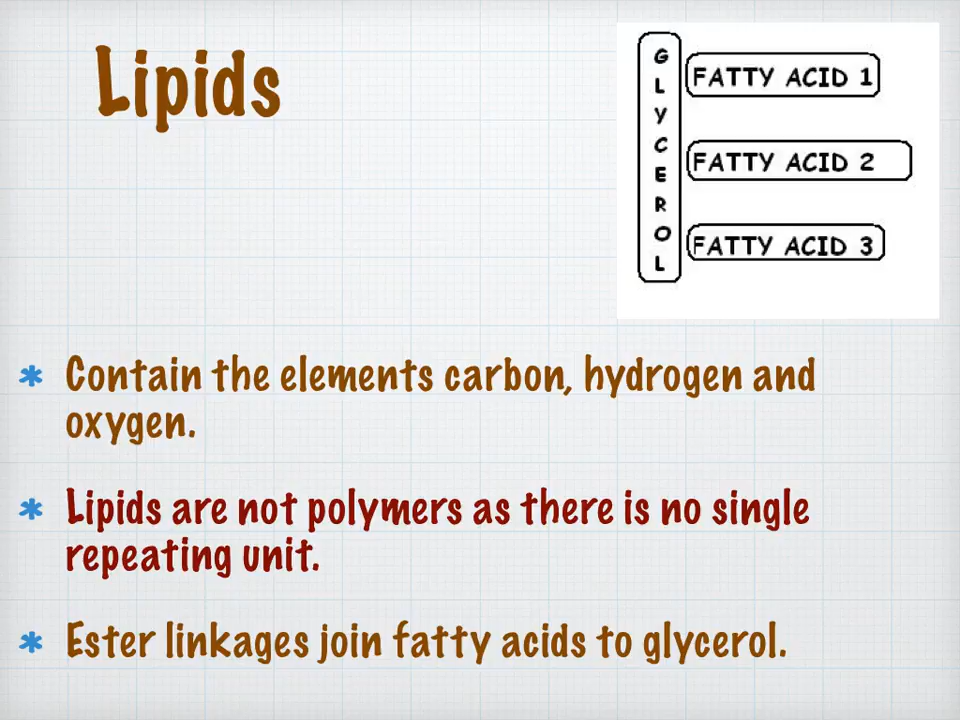 Lipids
GLYCEROL
FATTY ACID 1
FATTY ACID 2
FATTY ACID 3
Contain the elements carbon, hydrogen and
oxygen.
Lipids are not polymers as there is no single
repeating unit.
Ester linkages join fatty acids to glycerol.